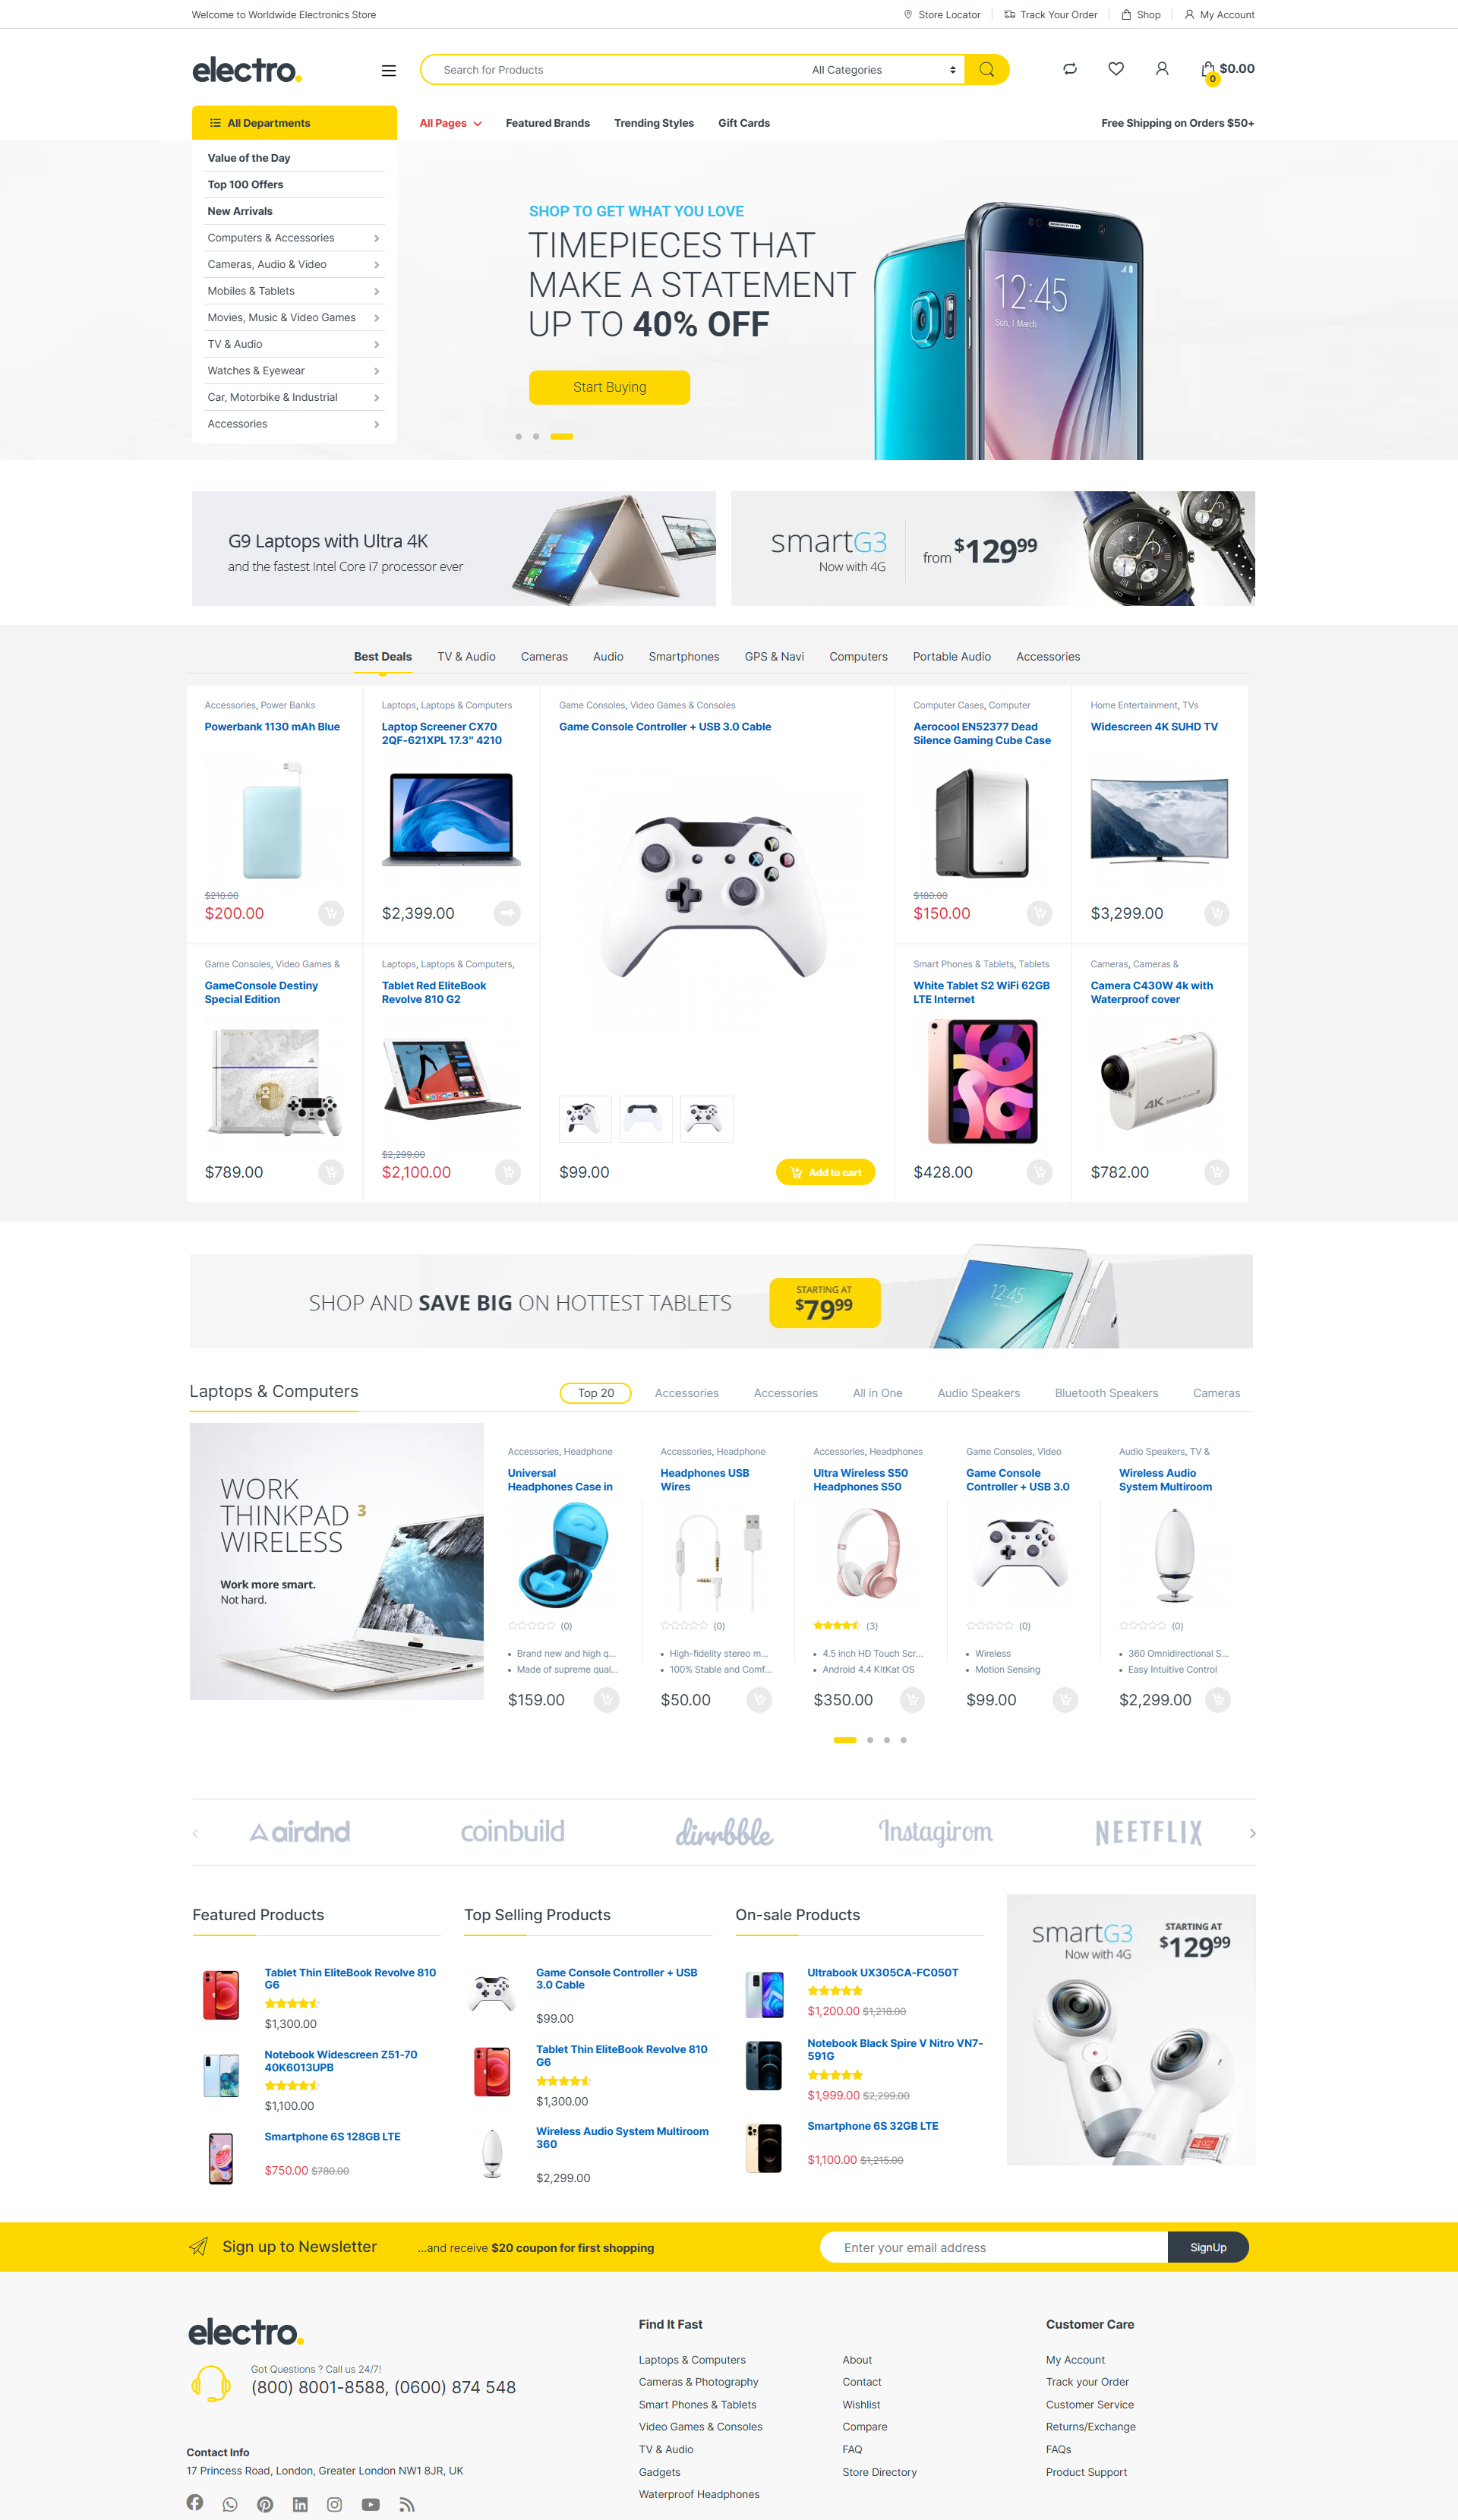 Welcome to Worldwide Electronics Store
Store Locator
Track Your Order
Shop
My Account
electro.
Search for Products
All Categories
0
$0.00
All Departments
All Pages
Featured Brands
Trending Styles
Gift Cards
Free Shipping on Orders $50+
Value of the Day
Top 100 Offers
New Arrivals
Computers & Accessories
Cameras, Audio & Video
Mobiles & Tablets
Movies, Music & Video Games
TV & Audio
Watches & Eyewear
Car, Motorbike & Industrial
Accessories
SHOP TO GET WHAT YOU LOVE
TIMEPIECES THAT
MAKE A STATEMENT
UP TO 40% OFF
Start Buying
12:45
Sun, 1 March
G9 Laptops with Ultra 4K
and the fastest Intel Core i7 processor ever
smartG3
Now with 4G
from $129 99
Best Deals
TV & Audio
Cameras
Audio
Smartphones
GPS & Navi
Computers
Portable Audio
Accessories
Accessories, Power Banks
Powerbank 1130 mAh Blue
$210.00
$200.00
Laptops, Laptops & Computers
Laptop Screener CX70
2QF-621XPL 17.3″ 4210
$2,399.00
Game Consoles, Video Games & Consoles
Game Console Controller + USB 3.0 Cable
$99.00
Add to cart
Computer Cases, Computer
Aerocool EN52377 Dead
Silence Gaming Cube Case
$180.00
$150.00
Home Entertainment, TVs
Widescreen 4K SUHD TV
$3,299.00
Game Consoles, Video Games &
GameConsole Destiny
Special Edition
$789.00
Laptops, Laptops & Computers,
Tablet Red EliteBook
Revolve 810 G2
$2,299.00
$2,100.00
Smart Phones & Tablets, Tablets
White Tablet S2 WiFi 62GB
LTE Internet
$428.00
Cameras, Cameras &
Camera C430W 4k with
Waterproof cover
4K
$782.00
SHOP AND SAVE BIG ON HOTTEST TABLETS
STARTING AT
$79 99
12:45
Laptops & Computers
Top 20
Accessories
Accessories
All in One
Audio Speakers
Bluetooth Speakers
Cameras
WORK
THINKPAD 3
WIRELESS
Work more smart.
Not hard.
Accessories, Headphone
Universal
Headphones Case in
(0)
Brand new and high q...
Made of supreme qual...
$159.00
Accessories, Headphone
Headphones USB
Wires
(0)
High-fidelity stereo m...
100% Stable and Comf...
$50.00
Accessories, Headphones
Ultra Wireless S50
Headphones S50
(3)
4.5 inch HD Touch Scr...
Android 4.4 KitKat OS
$350.00
Game Consoles, Video
Game Console
Controller + USB 3.0
(0)
Wireless
Motion Sensing
$99.00
Audio Speakers, TV &
Wireless Audio
System Multiroom
(0)
360 Omnidirectional S...
Easy Intuitive Control
$2,299.00
airdnd
coinbuild
dirrbble
Instagirom
NEETFLIX
Featured Products
Tablet Thin EliteBook Revolve 810
G6
$1,300.00
Notebook Widescreen Z51-70
40K6013UPB
$1,100.00
Smartphone 6S 128GB LTE
$750.00 $780.00
Top Selling Products
Game Console Controller + USB
3.0 Cable
$99.00
Tablet Thin EliteBook Revolve 810
G6
$1,300.00
Wireless Audio System Multiroom
360
$2,299.00
On-sale Products
Ultrabook UX305CA-FC050T
$1,200.00 $1,218.00
Notebook Black Spire V Nitro VN7-
591G
$1,999.00 $2,299.00
Smartphone 6S 32GB LTE
$1,100.00 $1,215.00
smartG3
Now with 4G
STARTING AT
$129 99
SAMSUNG
Sign up to Newsletter
...and receive $20 coupon for first shopping
Enter your email address
SignUp
electro.
Got Questions ? Call us 24/7!
(800) 8001-8588, (0600) 874 548
Contact Info
17 Princess Road, London, Greater London NW1 8JR, UK
Find It Fast
Laptops & Computers
Cameras & Photography
Smart Phones & Tablets
Video Games & Consoles
TV & Audio
Gadgets
Waterproof Headphones
About
Contact
Wishlist
Compare
FAQ
Store Directory
Customer Care
My Account
Track your Order
Customer Service
Returns/Exchange
FAQs
Product Support